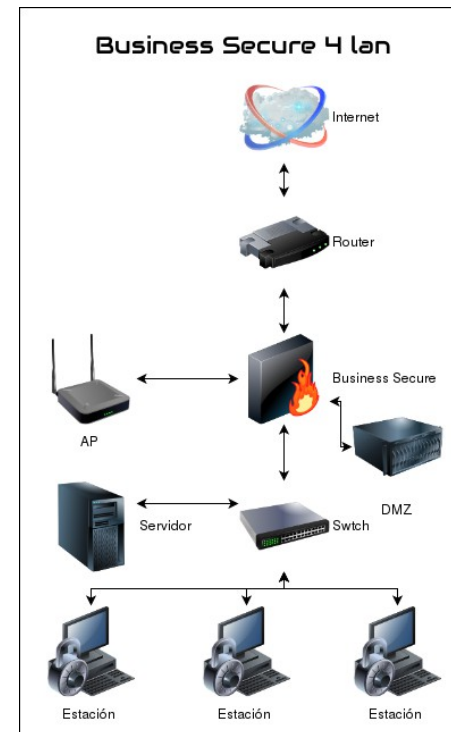 Business Secure 4 lan
Internet
Router
Business Secure
AP
DMZ
Servidor
Swtch
Estación
Estación
Estación